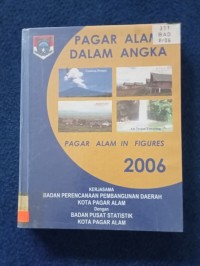 PAGAR ALAM
DALAM ANGKA
PAGAR ALAM IN FIGURES
2006
KERJASAMA
BADAN PERENCANAAN PEMBANGUNAN DAERAH
KOTA PAGAR ALAM
Dengan
BADAN PUSAT STATISTIK
KOTA PAGAR ALAM